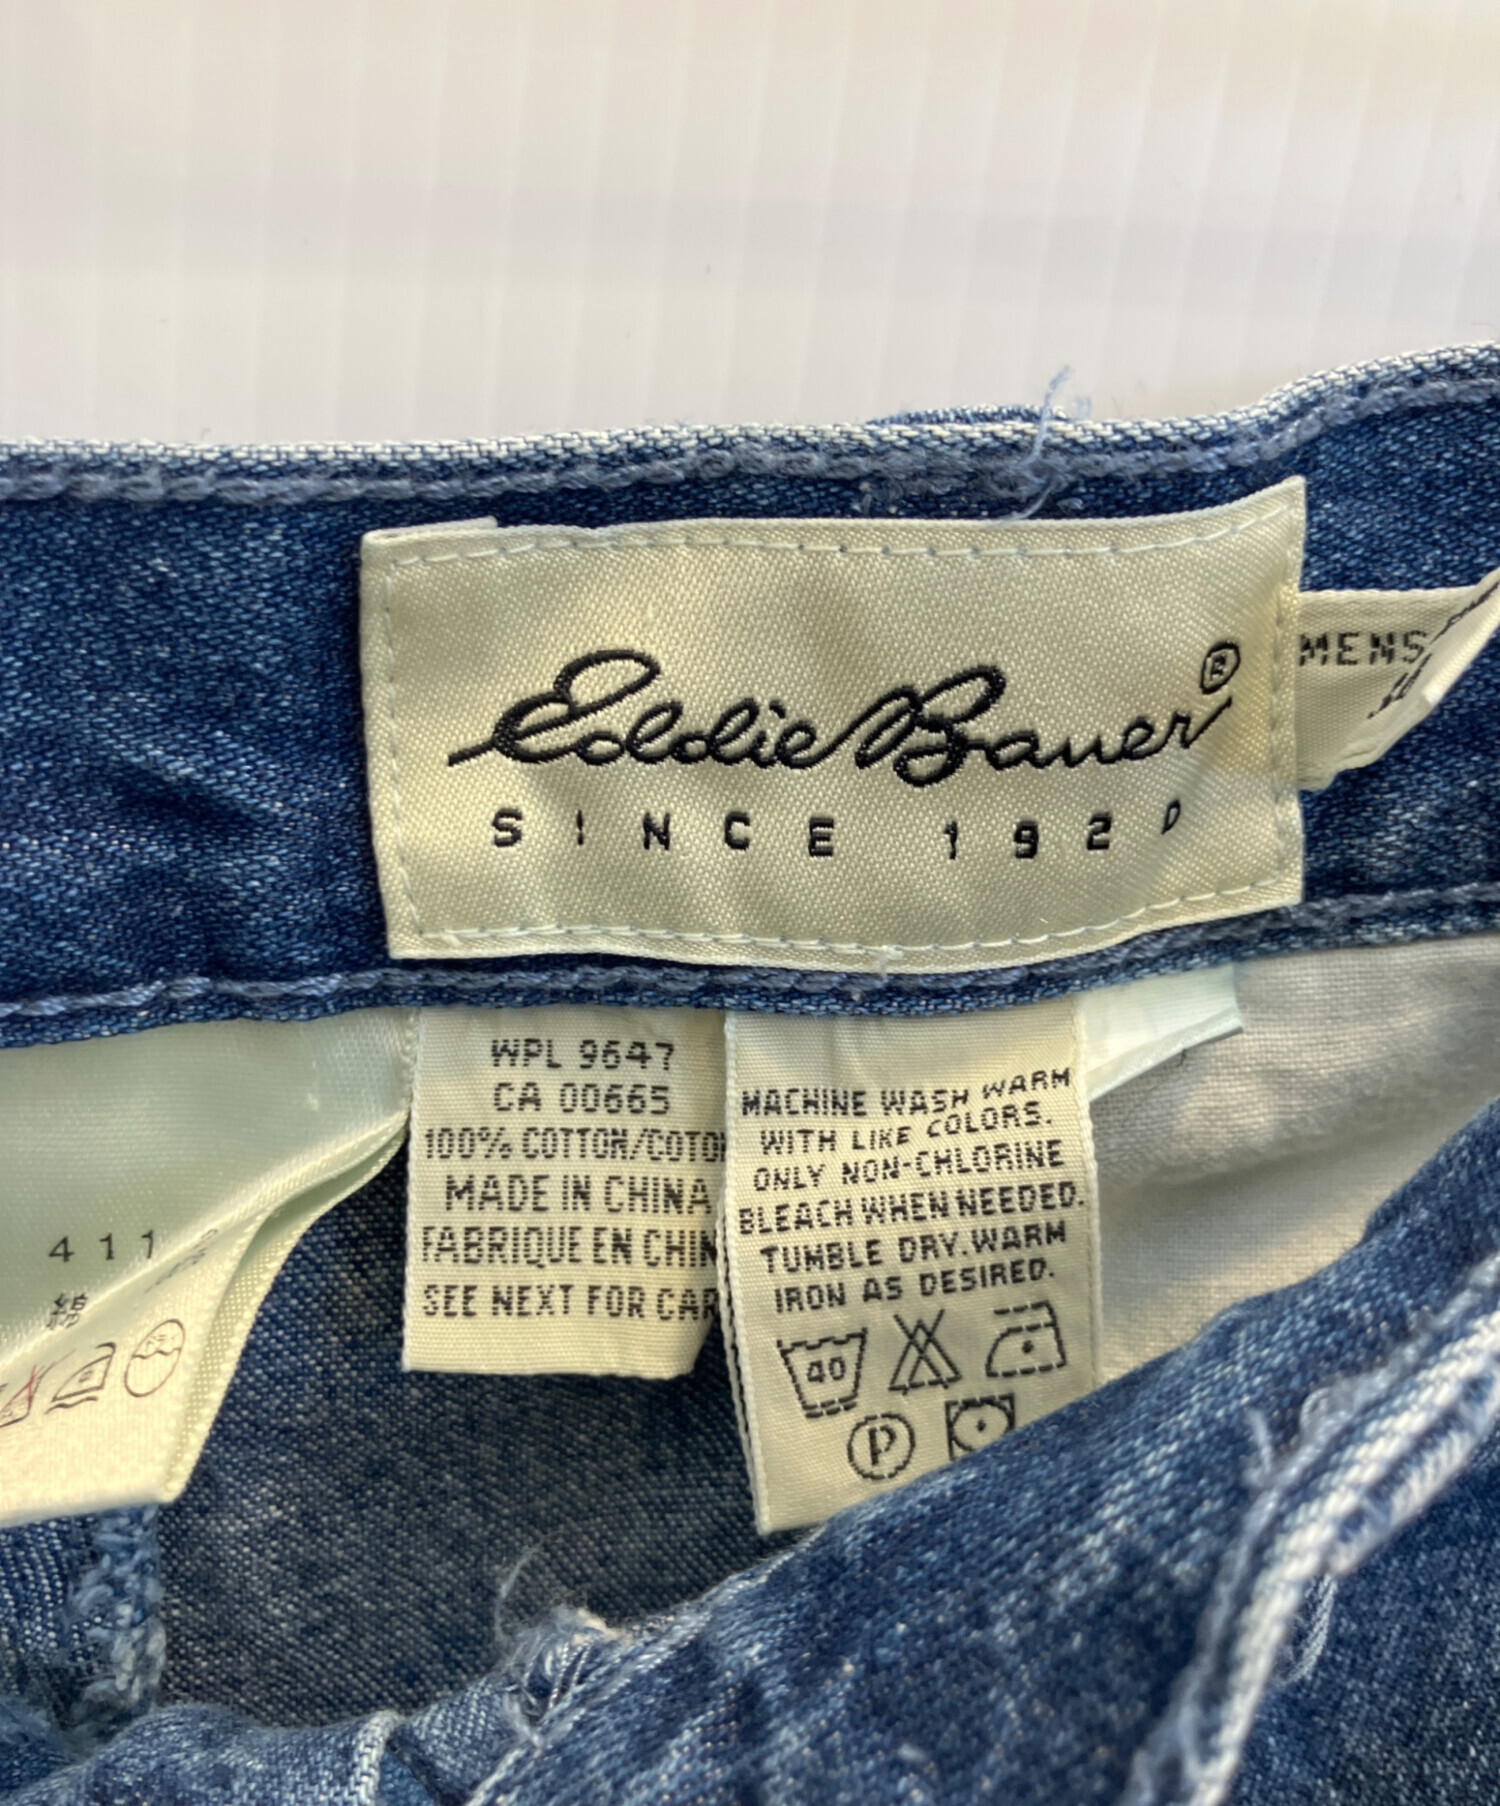 Eddie Bauer®
SINCE 1920
MENS
WPL 9647
CA 00665
100% COTTON/COTO
MADE IN CHINA
FABRIQUE EN CHIN
SEE NEXT FOR CAR
MACHINE WASH WARM
WITH LIKE COLORS.
ONLY NON-CHLORINE
BLEACH WHEN NEEDED.
TUMBLE DRY.WARM
IRON AS DESIRED.
40
P
411
綿